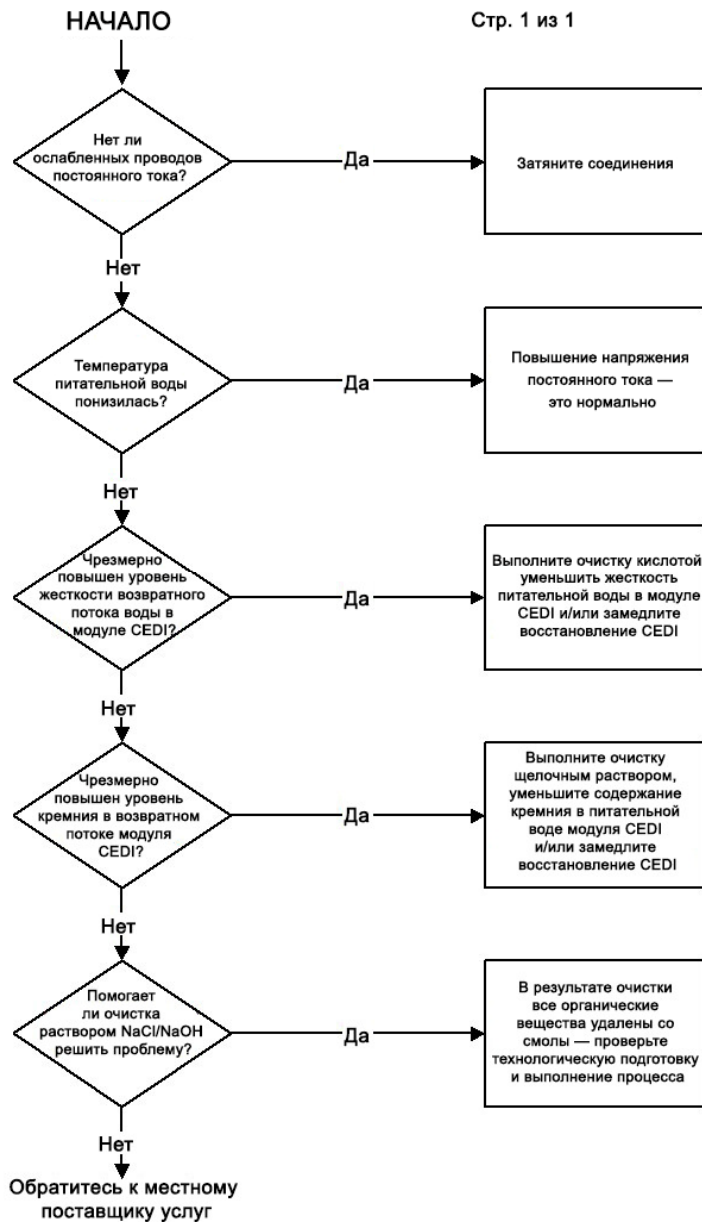 НАЧАЛО
Стр. 1 из 1
Нет ли
ослабленных проводов
постоянного тока?
Да
Затяните соединения
Нет
Температура
питательной воды
понизилась?
Да
Повышение напряжения
постоянного тока —
это нормально
Нет
Чрезмерно
повышен уровень
жесткости возвратного
потока воды в
модуле CEDI?
Да
Выполните очистку кислотой,
уменьшить жесткость
питательной воды в модуле
CEDI и/или замедлите
восстановление CEDI
Нет
Чрезмерно
повышен уровень
кремния в возвратном
потоке модуля
CEDI?
Да
Выполните очистку
щелочным раствором,
уменьшите содержание
кремния в питательной
воде модуля CEDI
и/или замедлите
восстановление CEDI
Нет
Помогает
ли очистка
раствором NaCl/NaOH
решить проблему?
Да
В результате очистки
все органические
вещества удалены со
смолы — проверьте
технологическую подготовку
и выполнение процесса
Нет
Обратитесь к местному
поставщику услуг